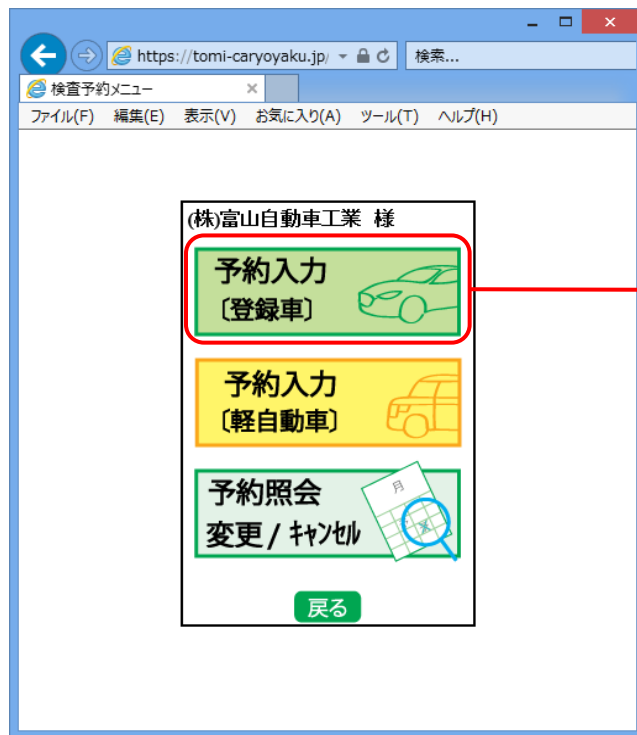 https://tomi-caryoyaku.jp/
検索...
検査予約メニュー
ファイル(F) 編集(E) 表示(V) お気に入り(A) ツール(T) ヘルプ(H)
(株)富山自動車工業 様
予約入力
〔登録車〕
予約入力
〔軽自動車〕
予約照会
月
変更 / キャンセル
戻る